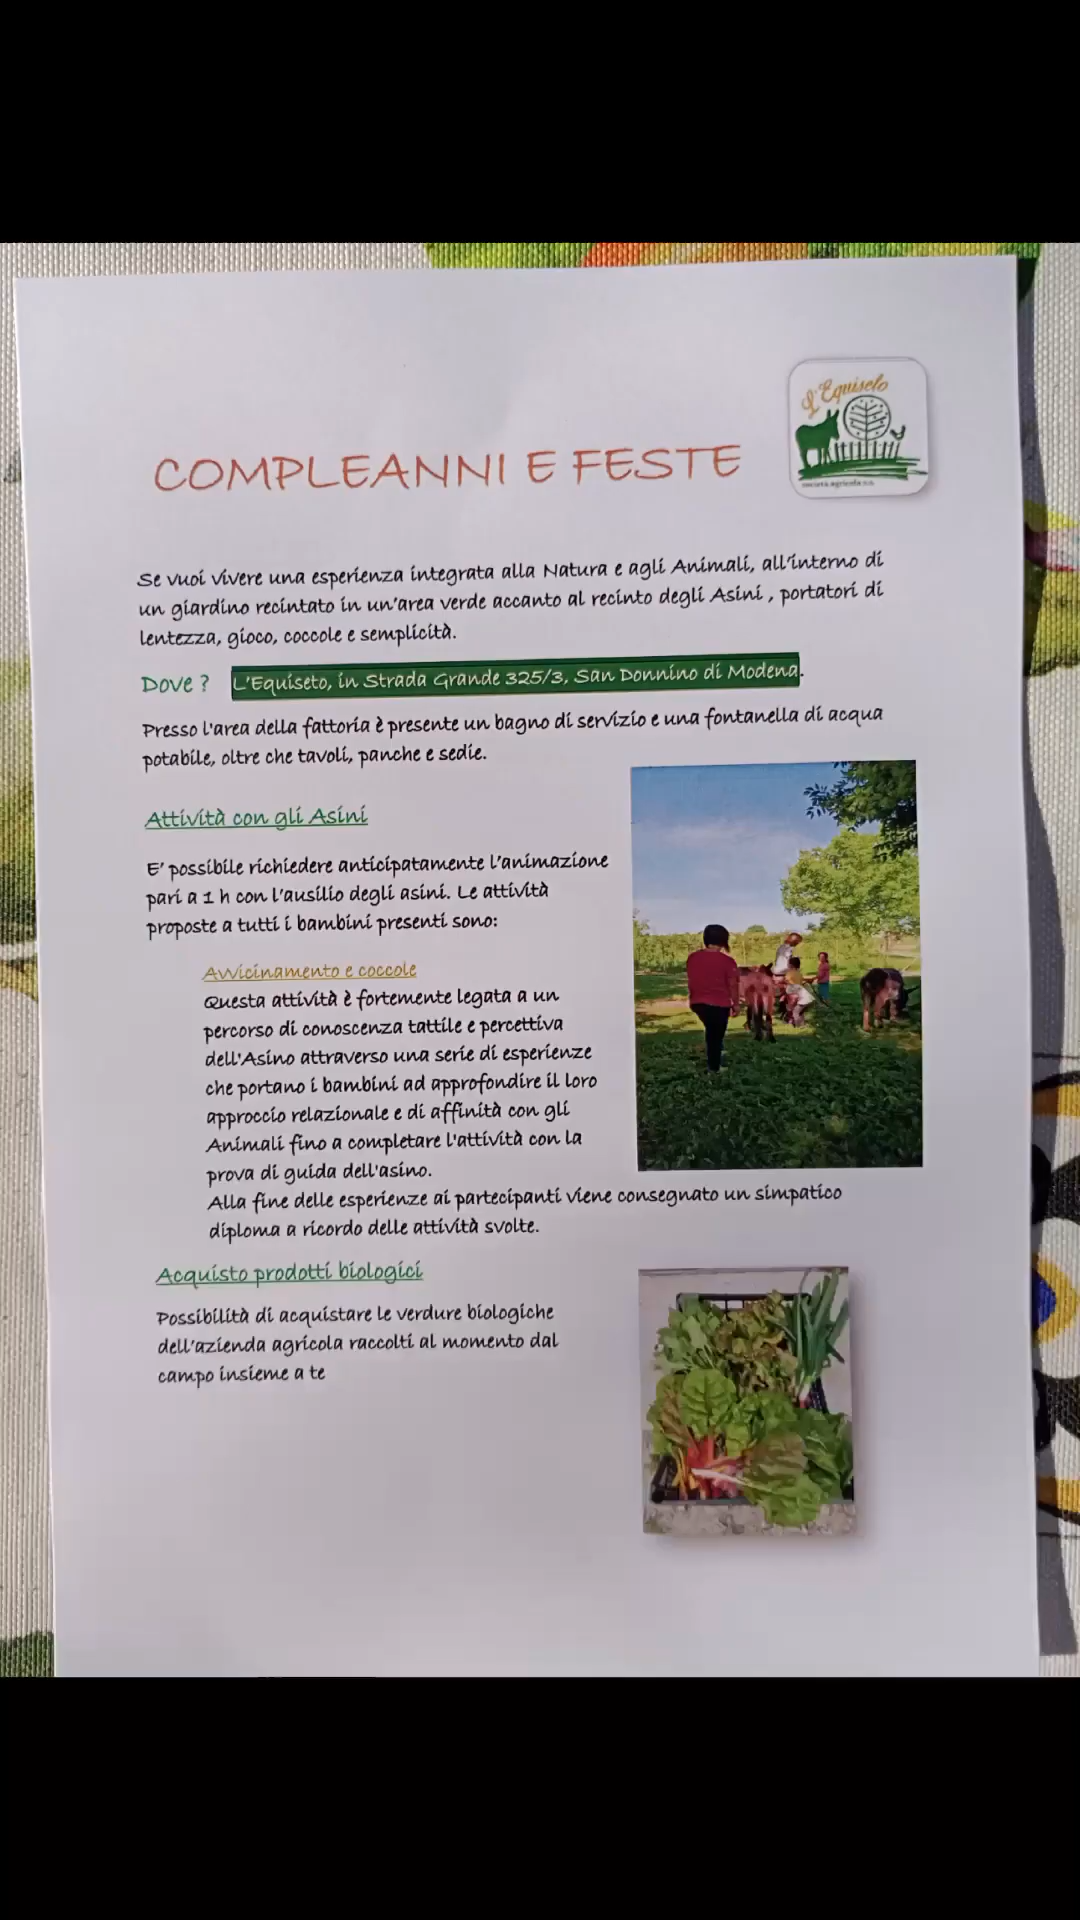 L'Equiseto
società agricola s.s.
COMPLEANNI E FESTE
Se vuoi vivere una esperienza integrata alla Natura e agli Animali, all'interno di
un giardino recintato in un'area verde accanto al recinto degli Asini , portatori di
lentezza, gioco, coccole e semplicità.
Dove ? L'Equiseto, in Strada Grande 325/3, San Donnino di Modena.
Presso l'area della fattoria è presente un bagno di servizio e una fontanella di acqua
potabile, oltre che tavoli, panche e sedie.
Attività con gli Asini
E' possibile richiedere anticipatamente l'animazione
pari a 1 h con l'ausilio degli asini. Le attività
proposte a tutti i bambini presenti sono:
Avvicinamento e coccole
Questa attività è fortemente legata a un
percorso di conoscenza tattile e percettiva
dell'Asino attraverso una serie di esperienze
che portano i bambini ad approfondire il loro
approccio relazionale e di affinità con gli
Animali fino a completare l'attività con la
prova di guida dell'asino.
Alla fine delle esperienze ai partecipanti viene consegnato un simpatico
diploma a ricordo delle attività svolte.
Acquisto prodotti biologici
Possibilità di acquistare le verdure biologiche
dell'azienda agricola raccolti al momento dal
campo insieme a te